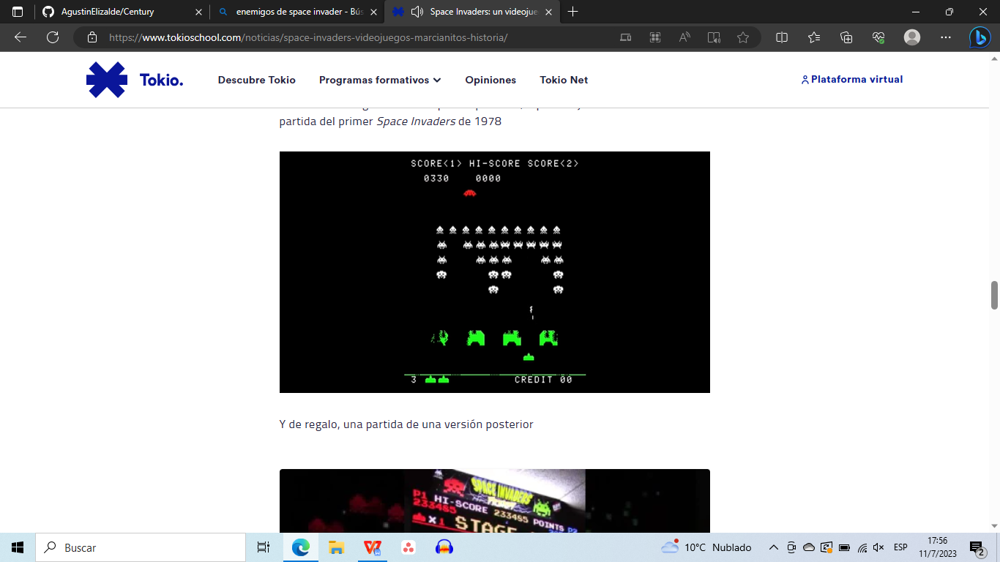 AgustinElizalde/Century
enemigos de space invader - Bús
Space Invaders: un videojue
https://www.tokioschool.com/noticias/space-invaders-videojuegos-marcianitos-historia/
Tokio.
Descubre Tokio
Programas formativos
Opiniones
Tokio Net
Plataforma virtual
partida del primer Space Invaders de 1978
SCORE<1> HI-SCORE SCORE<2>
0330 0000
3
CREDIT 00
Y de regalo, una partida de una versión posterior
SPACE INVADERS
P1 HI-SCORE 233485 POINTS P2
233485
X 1 STAGE
Buscar
10°C Nublado
ESP
17:56
11/7/2023
2